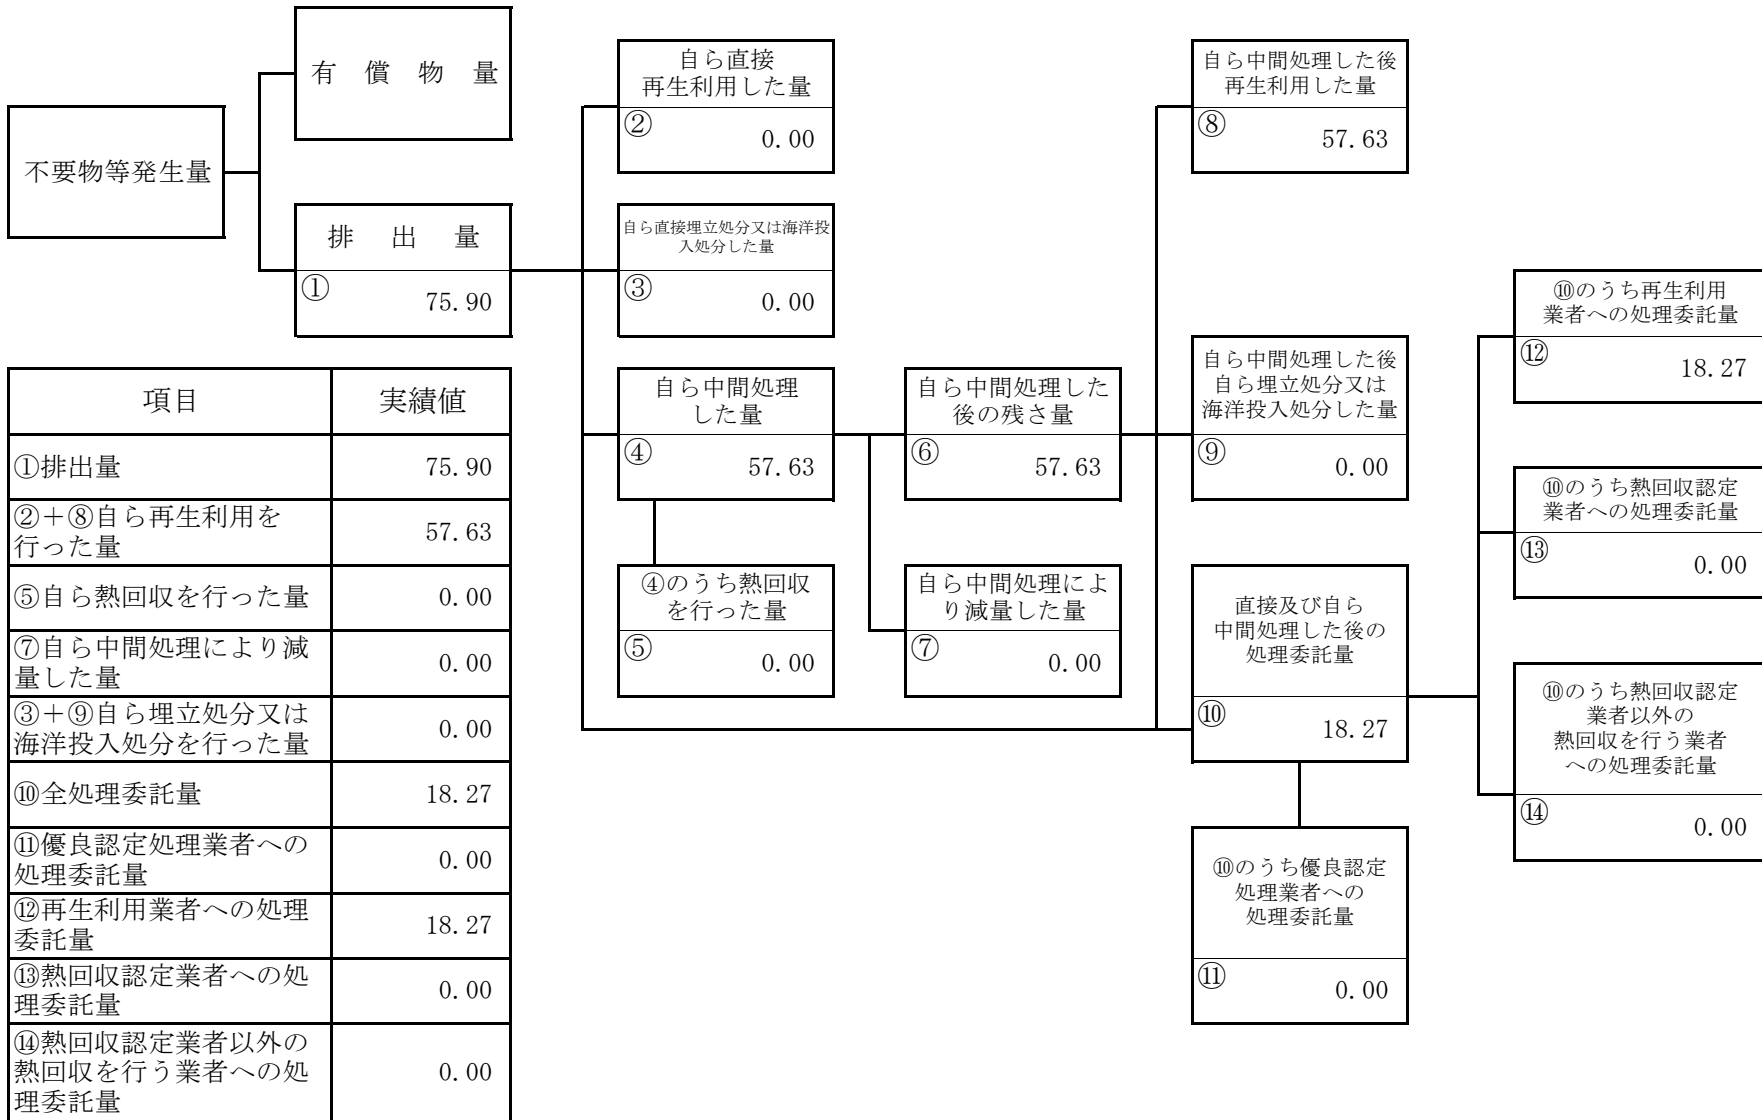 不要物等発生量
有償物量
排出量
① 75.90
自ら直接
再生利用した量
② 0.00
自ら直接埋立処分又は海洋投
入処分した量
③ 0.00
自ら中間処理
した量
④ 57.63
④のうち熱回収
を行った量
⑤ 0.00
自ら中間処理した
後の残さ量
⑥ 57.63
自ら中間処理によ
り減量した量
⑦ 0.00
自ら中間処理した後
再生利用した量
⑧ 57.63
自ら中間処理した後
自ら埋立処分又は
海洋投入処分した量
⑨ 0.00
直接及び自ら
中間処理した後の
処理委託量
⑩ 18.27
⑩のうち優良認定
処理業者への
処理委託量
⑪ 0.00
⑩のうち再生利用
業者への処理委託量
⑫ 18.27
⑩のうち熱回収認定
業者への処理委託量
⑬ 0.00
⑩のうち熱回収認定
業者以外の
熱回収を行う業者
への処理委託量
⑭ 0.00
項目 実績値
①排出量 75.90
②+⑧自ら再生利用を
行った量 57.63
⑤自ら熱回収を行った量 0.00
⑦自ら中間処理により減
量した量 0.00
③+⑨自ら埋立処分又は
海洋投入処分を行った量 0.00
⑩全処理委託量 18.27
⑪優良認定処理業者への
処理委託量 0.00
⑫再生利用業者への処理
委託量 18.27
⑬熱回収認定業者への処
理委託量 0.00
⑭熱回収認定業者以外の
熱回収を行う業者への処
理委託量 0.00